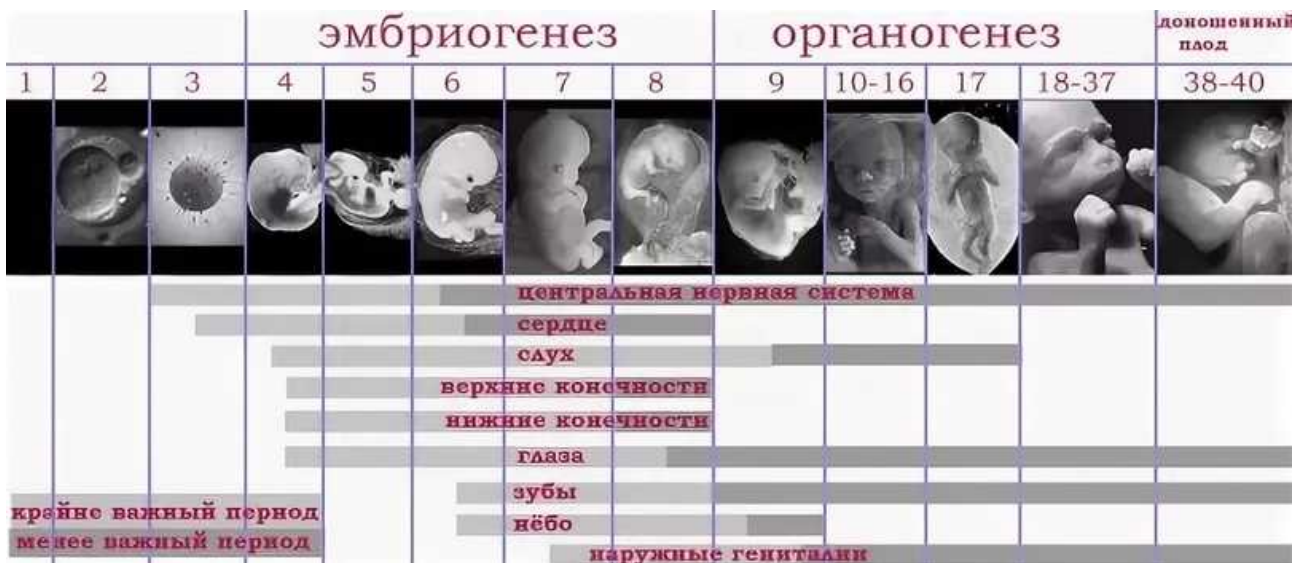 эмбриогенез органогенез доношенный
плод
1 2 3 4 5 6 7 8 9 10-16 17 18-37 38-40
центральная нервная система
сердце
слух
верхние конечности
нижние конечности
глаза
зубы
нёбо
наружные гениталии
крайне важный период
менее важный период